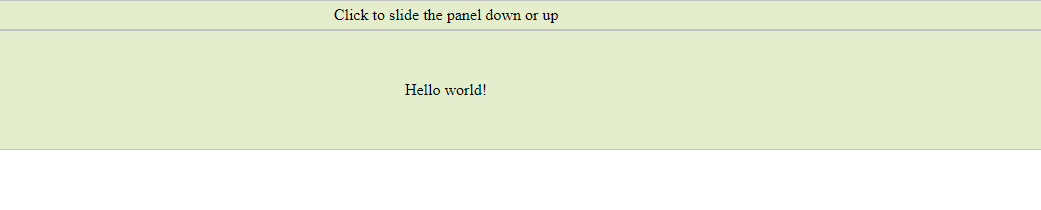 Click to slide the panel down or up
Hello world!